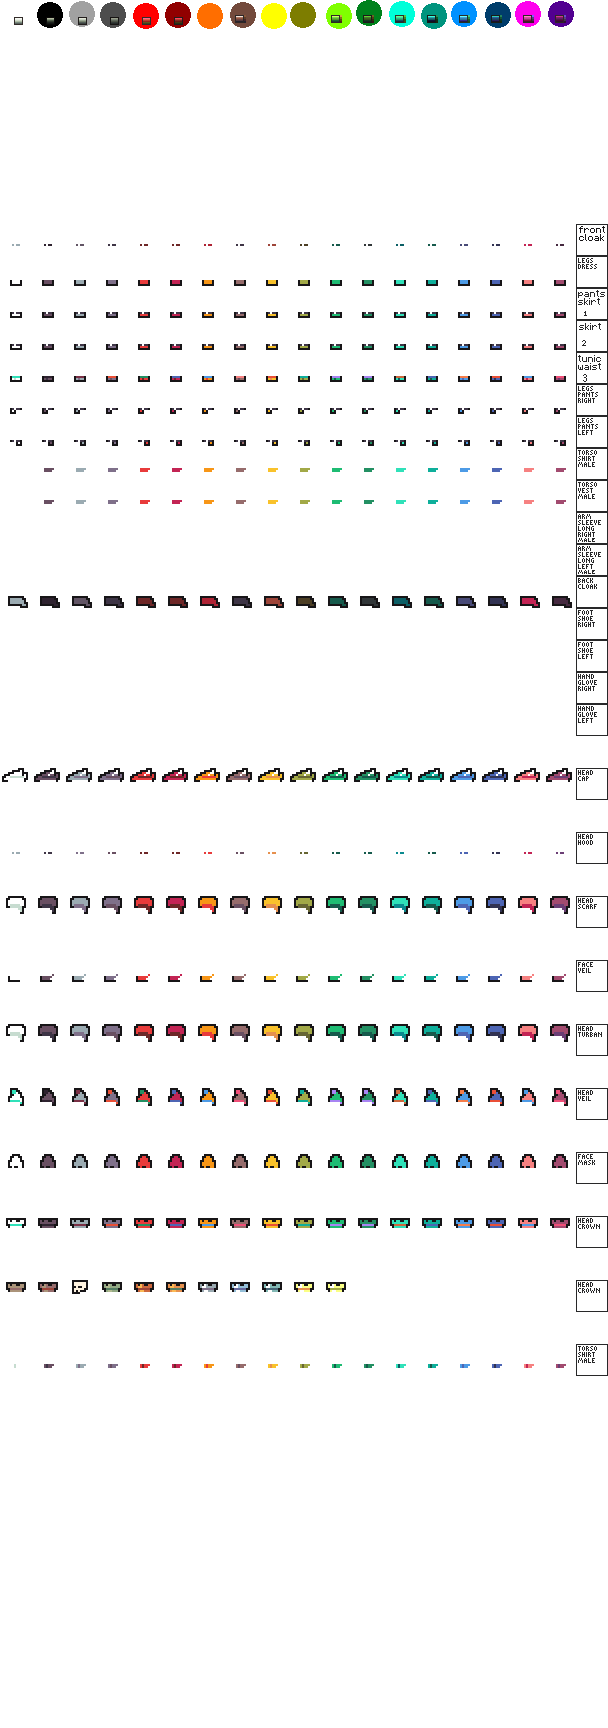 front
cloak
LEGS
DRESS
pants
skirt
1
skirt
2
tunic
waist
3
LEGS
PANTS
RIGHT
LEGS
PANTS
LEFT
TORSO
SHIRT
MALE
TORSO
VEST
MALE
ARM
SLEEVE
LONG
RIGHT
MALE
ARM
SLEEVE
LONG
LEFT
MALE
BACK
CLOAK
FOOT
SHOE
RIGHT
FOOT
SHOE
LEFT
HAND
GLOVE
RIGHT
HAND
GLOVE
LEFT
HEAD
CAP
HEAD
HOOD
HEAD
SCARF
FACE
VEIL
HEAD
TURBAN
HEAD
VEIL
FACE
MASK
HEAD
CROWN
HEAD
CROWN
TORSO
SHIRT
MALE